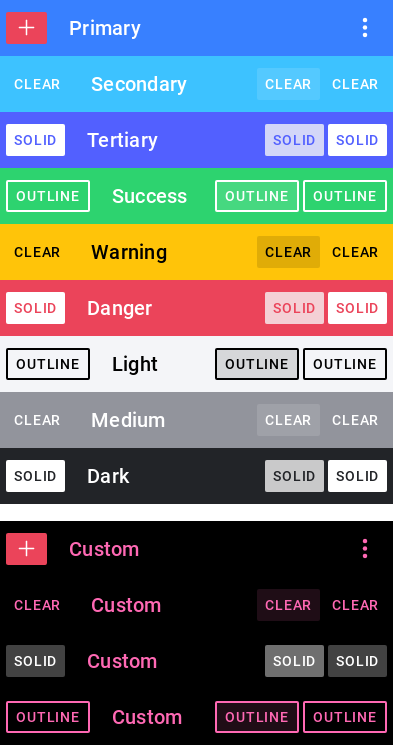 Primary
CLEAR Secondary CLEAR CLEAR
SOLID Tertiary SOLID SOLID
OUTLINE Success OUTLINE OUTLINE
CLEAR Warning CLEAR CLEAR
SOLID Danger SOLID SOLID
OUTLINE Light OUTLINE OUTLINE
CLEAR Medium CLEAR CLEAR
SOLID Dark SOLID SOLID
Custom
CLEAR Custom CLEAR CLEAR
SOLID Custom SOLID SOLID
OUTLINE Custom OUTLINE OUTLINE